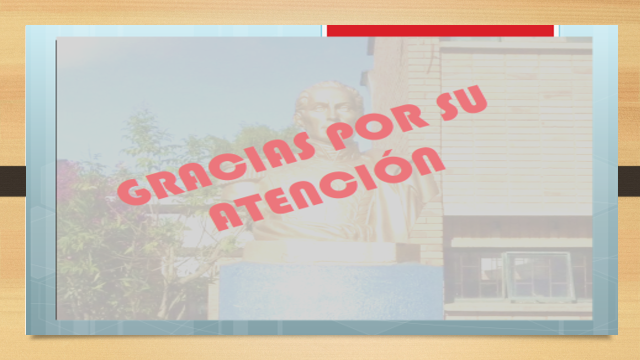 GRACIAS POR SU
ATENCIÓN